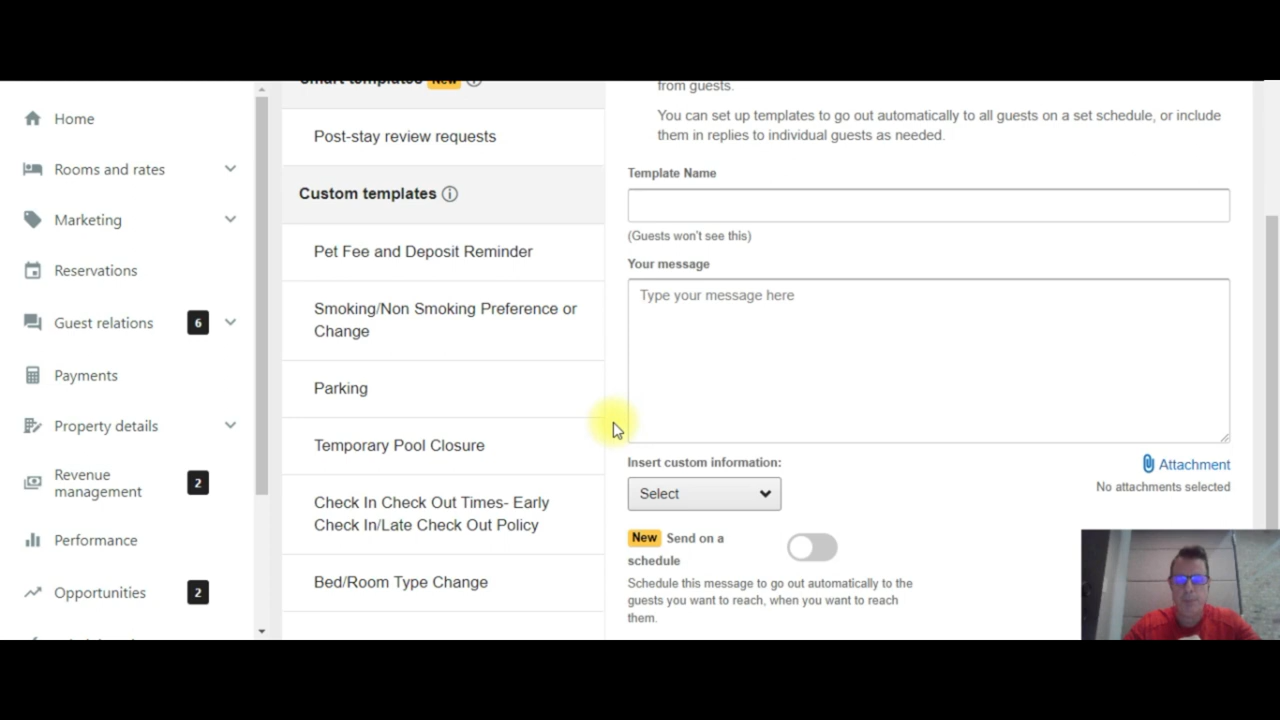 Home
Rooms and rates
Marketing
Reservations
Guest relations 6
Payments
Property details
Revenue
management 2
Performance
Opportunities 2
Smart templates New
Post-stay review requests
Custom templates
Pet Fee and Deposit Reminder
Smoking/Non Smoking Preference or
Change
Parking
Temporary Pool Closure
Check In Check Out Times- Early
Check In/Late Check Out Policy
Bed/Room Type Change
from guests.
You can set up templates to go out automatically to all guests on a set schedule, or include
them in replies to individual guests as needed.
Template Name
(Guests won't see this)
Your message
Type your message here
Insert custom information:
Select
Attachment
No attachments selected
New Send on a
schedule
Schedule this message to go out automatically to the
guests you want to reach, when you want to reach
them.